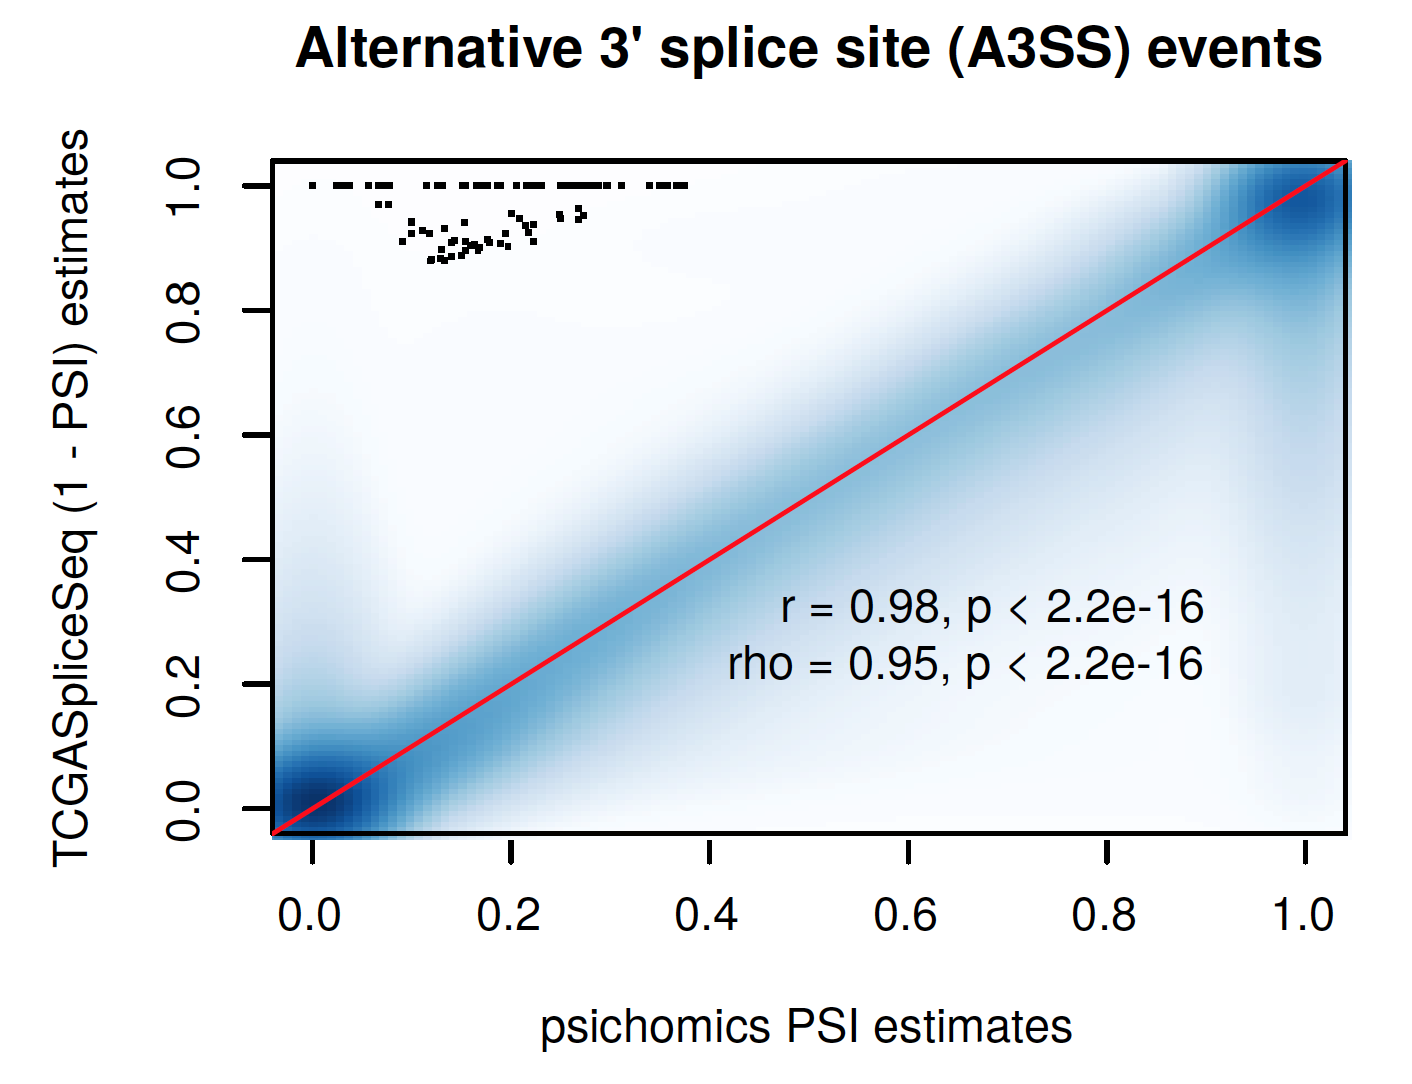 Alternative 3' splice site (A3SS) events
TCGASpliceSeq (1 - PSI) estimates
1.0
0.8
0.6
0.4
0.2
0.0
r = 0.98, p < 2.2e-16
rho = 0.95, p < 2.2e-16
0.0 0.2 0.4 0.6 0.8 1.0
psichomics PSI estimates